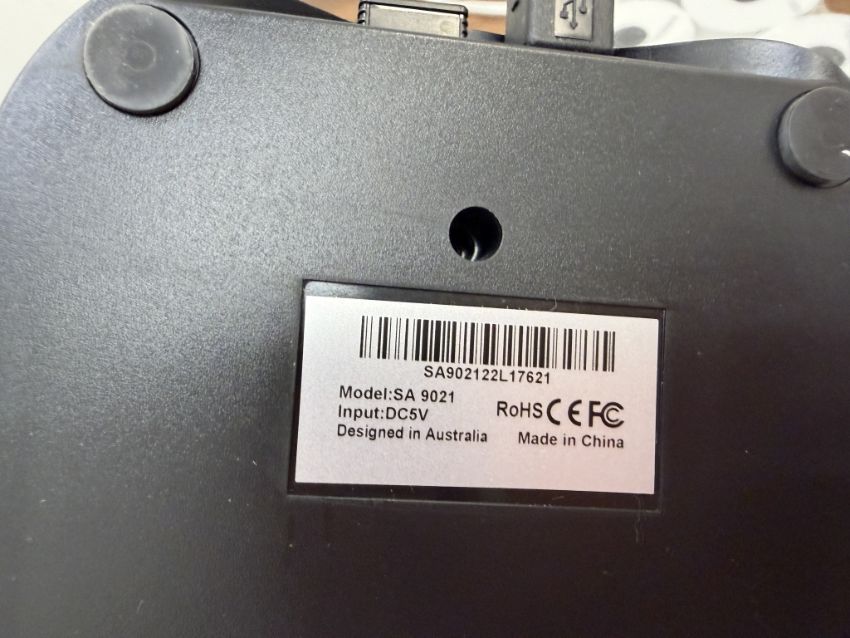 SA902122L17621
Model:SA 9021
Input:DC5V
RoHS CE FC
Designed in Australia
Made in China